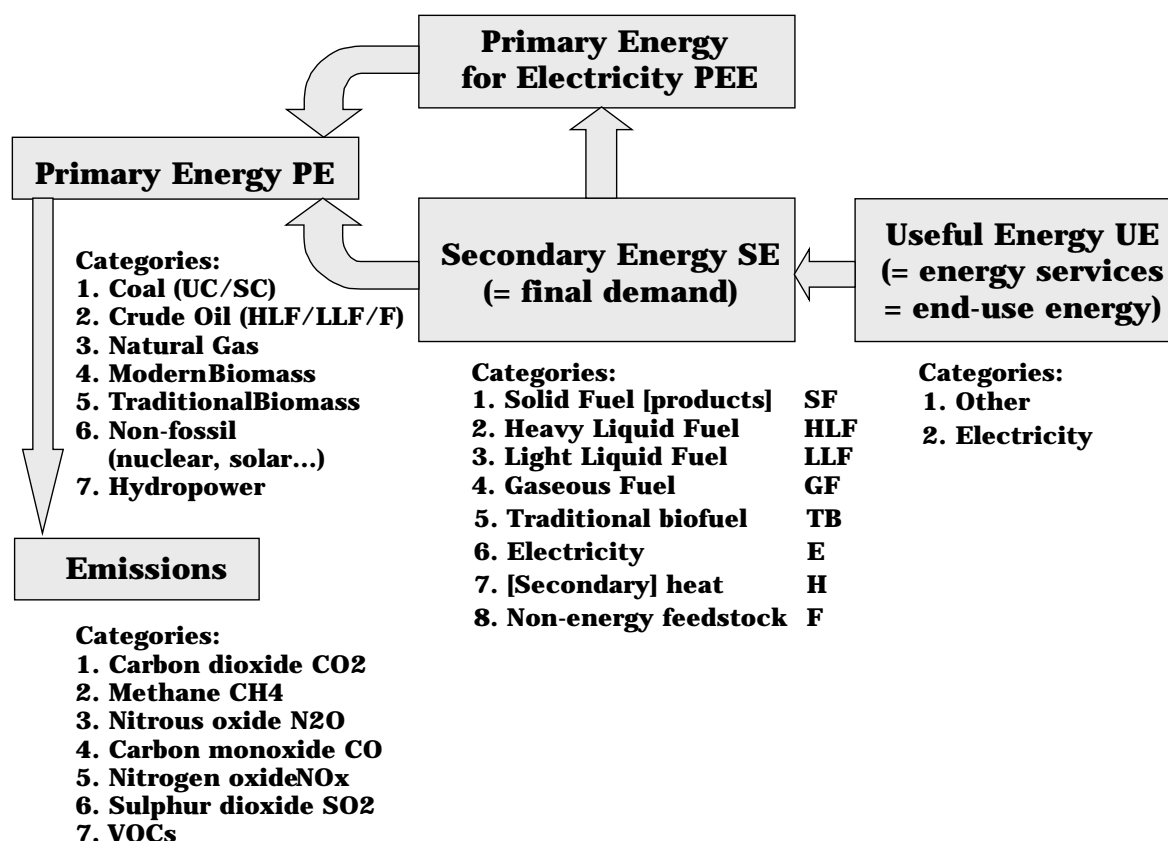 Primary Energy
for Electricity PEE
Primary Energy PE
Secondary Energy SE
(= final demand)
Useful Energy UE
(= energy services
= end-use energy)
Categories:
1. Coal (UC/SC)
2. Crude Oil (HLF/LLF/F)
3. Natural Gas
4. ModernBiomass
5. TraditionalBiomass
6. Non-fossil
(nuclear, solar...)
7. Hydropower
Categories:
1. Solid Fuel [products] SF
2. Heavy Liquid Fuel HLF
3. Light Liquid Fuel LLF
4. Gaseous Fuel GF
5. Traditional biofuel TB
6. Electricity E
7. [Secondary] heat H
8. Non-energy feedstock F
Categories:
1. Other
2. Electricity
Emissions
Categories:
1. Carbon dioxide CO2
2. Methane CH4
3. Nitrous oxide N2O
4. Carbon monoxide CO
5. Nitrogen oxideNOx
6. Sulphur dioxide SO2
7. VOCs